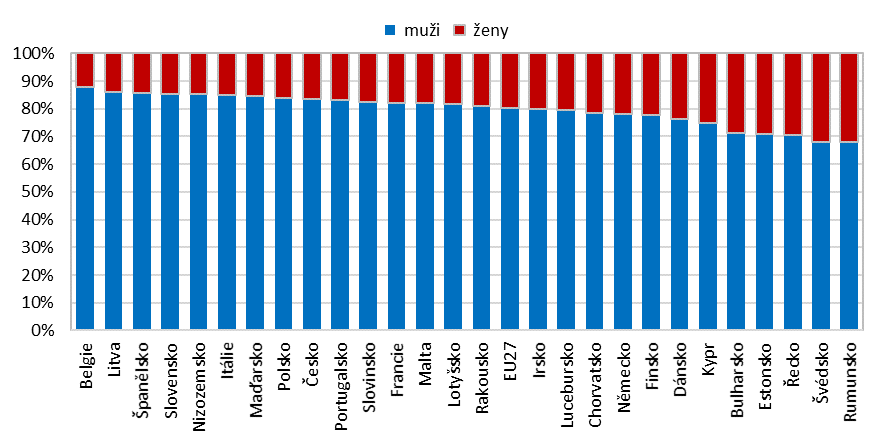 muži ženy
100%
90%
80%
70%
60%
50%
40%
30%
20%
10%
0%
Belgie
Litva
Španělsko
Slovensko
Nizozemsko
Itálie
Maďarsko
Polsko
Česko
Portugalsko
Slovinsko
Francie
Malta
Lotyšsko
Rakousko
EU27
Irsko
Lucebursko
Chorvatsko
Německo
Finsko
Dánsko
Kypr
Bulharsko
Estonsko
Řecko
Švédsko
Rumunsko